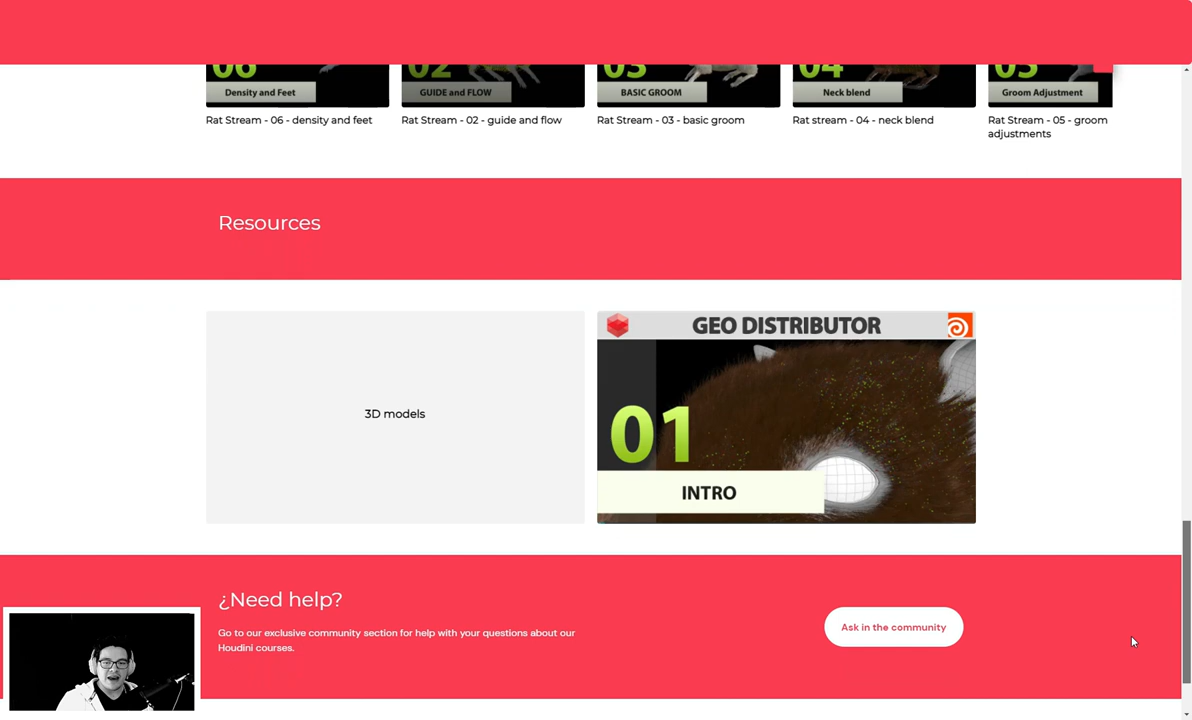 06
02
03
04
05
Density and Feet
GUIDE and FLOW
BASIC GROOM
Neck blend
Groom Adjustment
Rat Stream - 06 - density and feet
Rat Stream - 02 - guide and flow
Rat Stream - 03 - basic groom
Rat stream - 04 - neck blend
Rat Stream - 05 - groom
adjustments
Resources
3D models
GEO DISTRIBUTOR
01
INTRO
¿Need help?
Go to our exclusive community section for help with your questions about our
Houdini courses.
Ask in the community